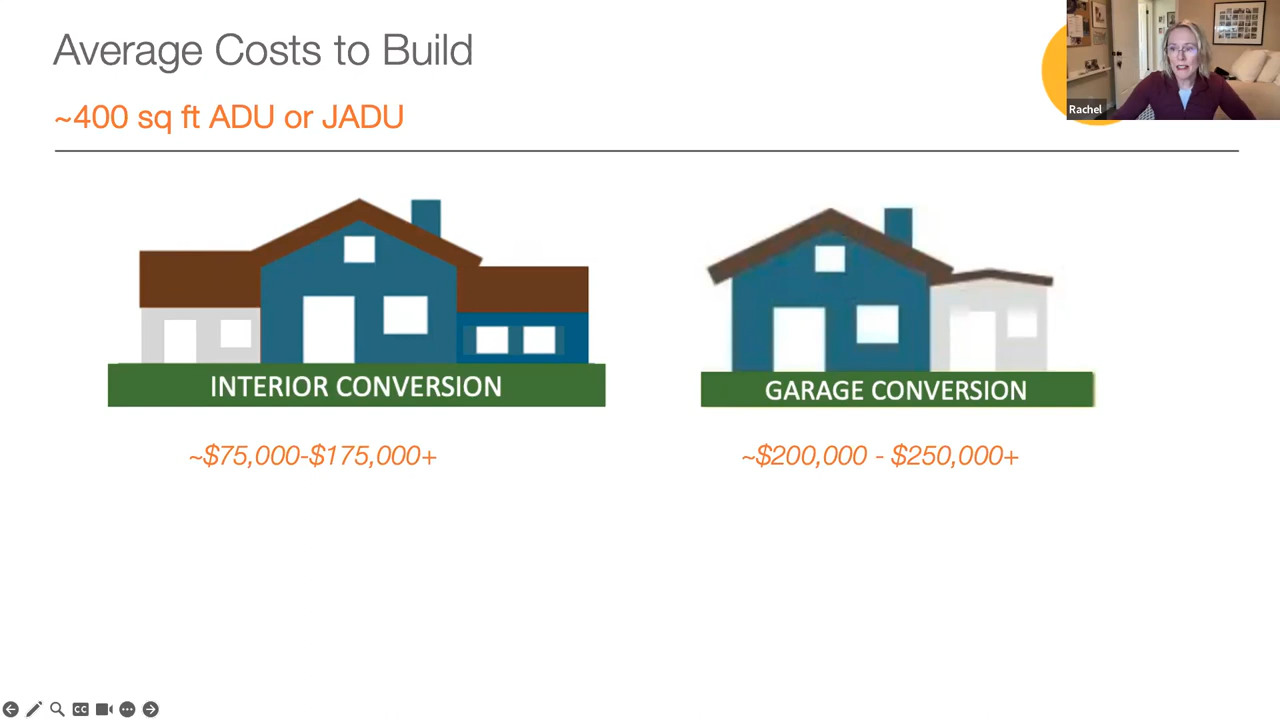 Average Costs to Build
~400 sq ft ADU or JADU
Rachel
INTERIOR CONVERSION
GARAGE CONVERSION
~$75,000-$175,000+
~$200,000 - $250,000+
CC